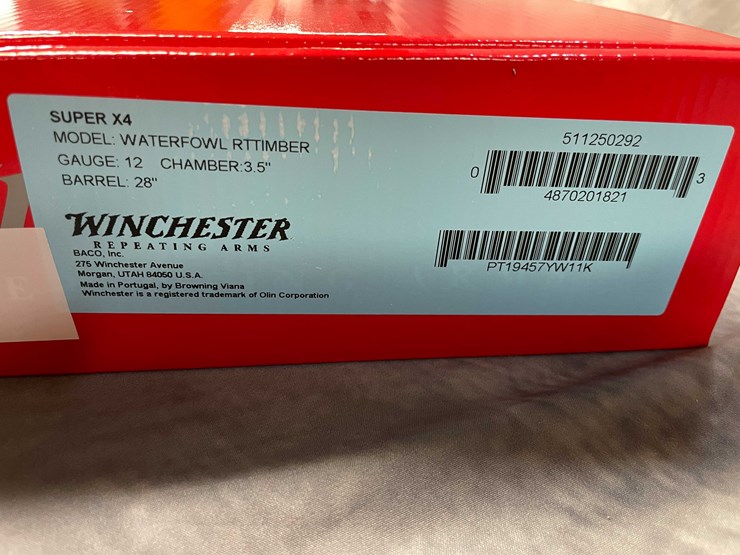 SUPER X4
MODEL: WATERFOWL RTTIMBER
GAUGE: 12 CHAMBER:3.5"
BARREL: 28"
WINCHESTER
REPEATING ARMS
BACO, Inc.
275 Winchester Avenue
Morgan, UTAH 84050 U.S.A.
Made in Portugal, by Browning Viana
Winchester is a registered trademark of Olin Corporation
511250292
0 4870201821 3
PT19457YW11K